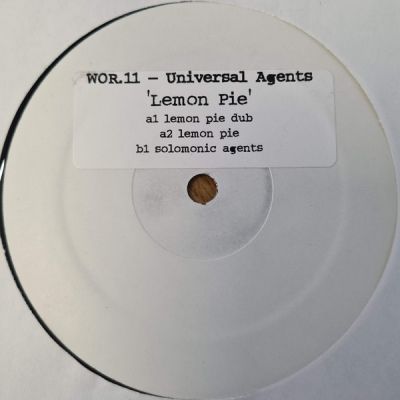 WOR.11 - Universal Agents
'Lemon Pie'
a1 lemon pie dub
a2 lemon pie
b1 solomonic agents